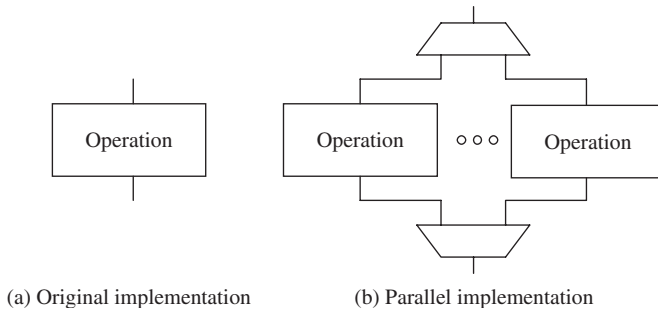 Operation
Operation
Operation
(a) Original implementation
(b) Parallel implementation